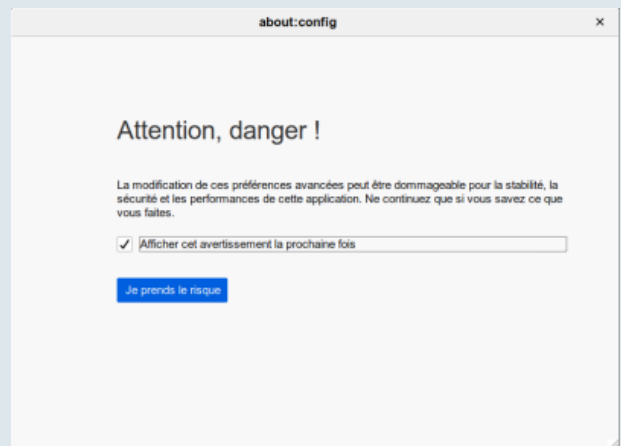 about:config
Attention, danger !
La modification de ces préférences avancées peut être dommageable pour la stabilité, la
sécurité et les performances de cette application. Ne continuez que si vous savez ce que
vous faites.
Afficher cet avertissement la prochaine fois
Je prends le risque